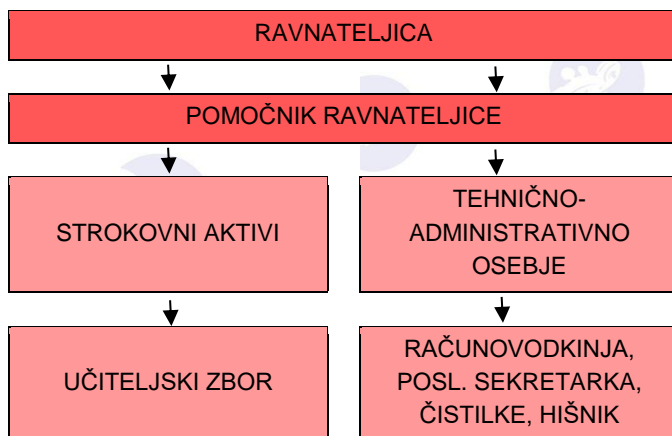 RAVNATELJICA
POMOČNIK RAVNATELJICE
STROKOVNI AKTIVI
TEHNIČNO-
ADMINISTRATIVNO
OSEBJE
UČITELJSKI ZBOR
RAČUNOVODKINJA,
POSL. SEKRETARKA,
ČISTILKE, HIŠNIK